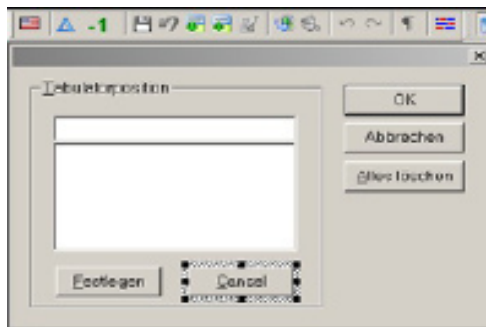 -1
Tabulatorposition
OK
Abbrechen
Alles löschen
Festlegen
Cancel